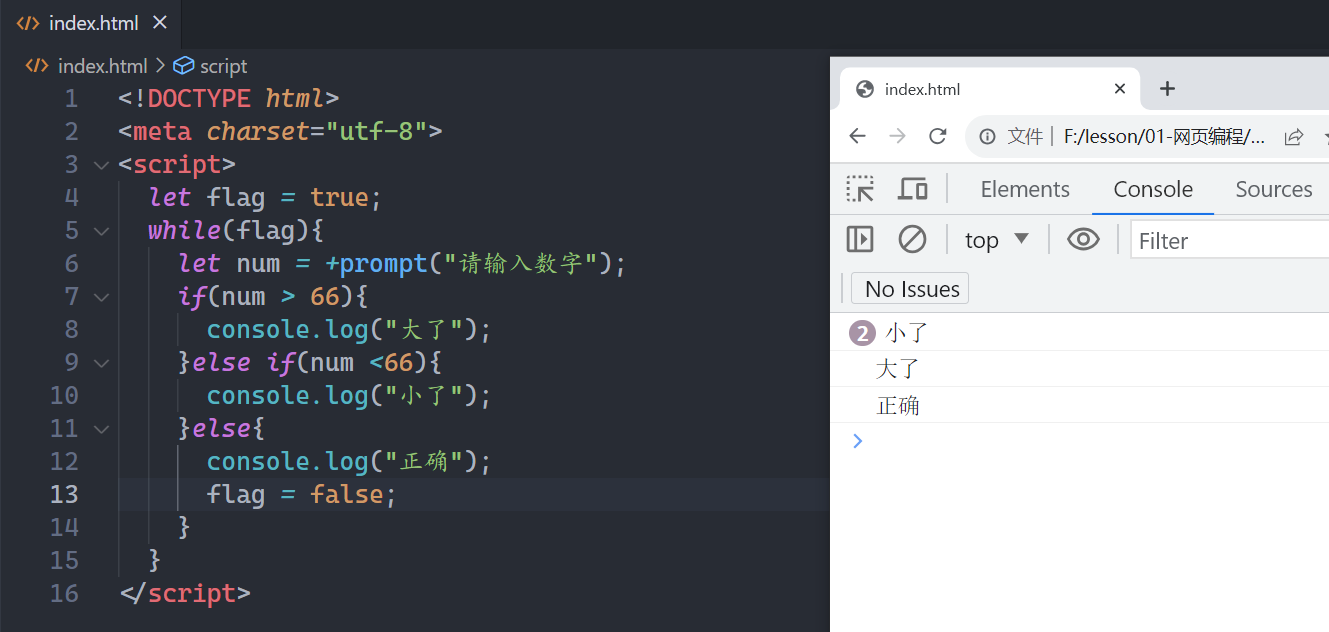 index.html
index.html > script
1 <!DOCTYPE html>
2 <meta charset="utf-8">
3 <script>
4 let flag = true;
5 while(flag){
6 let num = +prompt("请输入数字");
7 if(num > 66){
8 console.log("大了");
9 }else if(num <66){
10 console.log("小了");
11 }else{
12 console.log("正确");
13 flag = false;
14 }
15 }
16 </script>
index.html
文件 | F:/lesson/01-网页编程/...
Elements Console Sources
top Filter
No Issues
2 小了
大了
正确